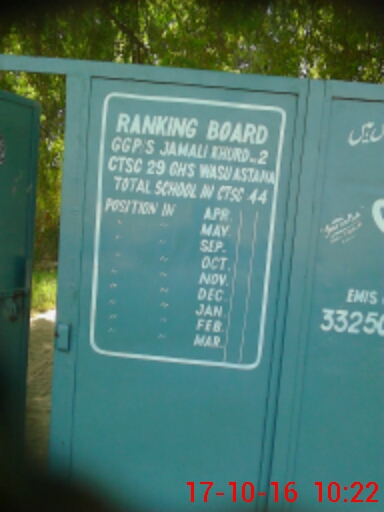 RANKING BOARD
GGP/S JAMALI KHURD..2
CTSC 29 GHS WASU ASTANA
TOTAL SCHOOL IN CTSC 44
POSITION IN APR.
" " MAY.
" " SEP.
" " OCT.
" " NOV.
" " DEC.
" " JAN.
" " FEB.
" " MAR.
EMIS
3325
17-10-16 10:22